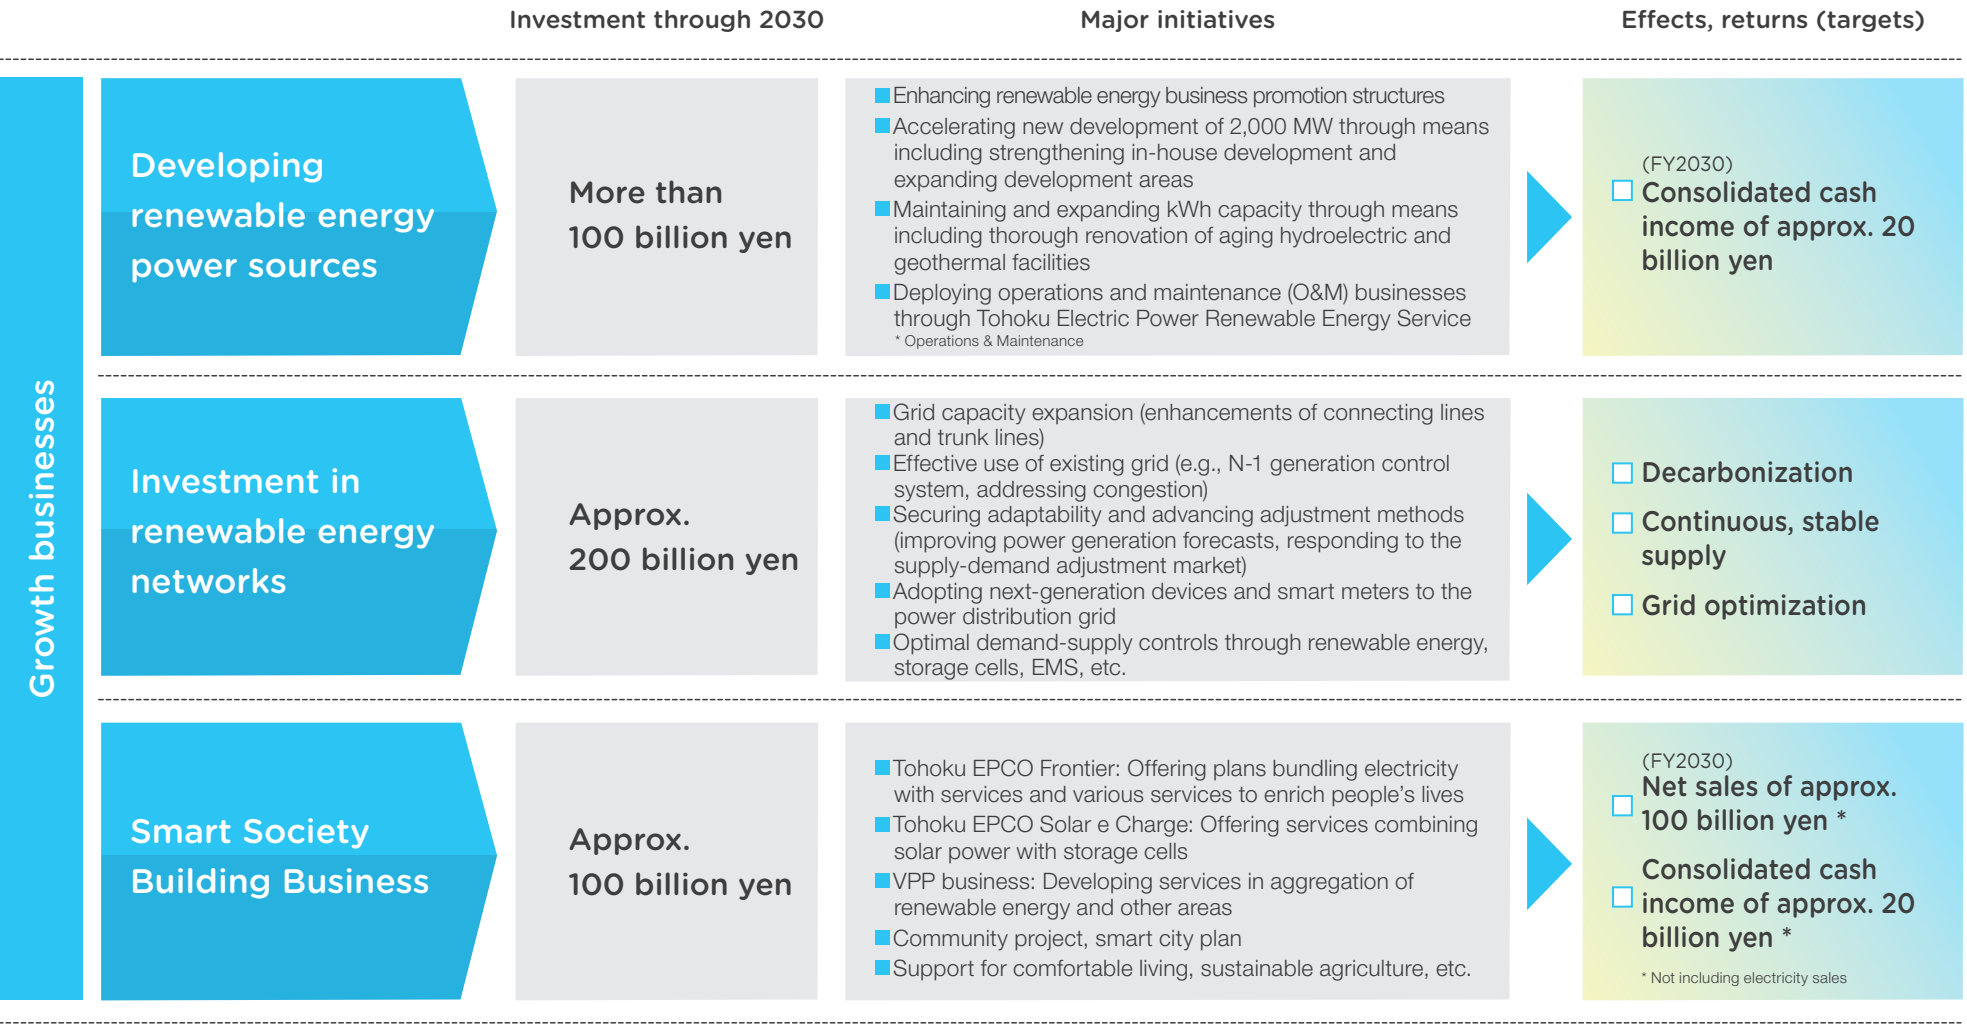 Investment through 2030
Major initiatives
Effects, returns (targets)
Growth businesses
Developing
renewable energy
power sources
More than
100 billion yen
Enhancing renewable energy business promotion structures
Accelerating new development of 2,000 MW through means
including strengthening in-house development and
expanding development areas
Maintaining and expanding kWh capacity through means
including thorough renovation of aging hydroelectric and
geothermal facilities
Deploying operations and maintenance (O&M) businesses
through Tohoku Electric Power Renewable Energy Service
* Operations & Maintenance
(FY2030)
Consolidated cash
income of approx. 20
billion yen
Investment in
renewable energy
networks
Approx.
200 billion yen
Grid capacity expansion (enhancements of connecting lines
and trunk lines)
Effective use of existing grid (e.g., N-1 generation control
system, addressing congestion)
Securing adaptability and advancing adjustment methods
(improving power generation forecasts, responding to the
supply-demand adjustment market)
Adopting next-generation devices and smart meters to the
power distribution grid
Optimal demand-supply controls through renewable energy,
storage cells, EMS, etc.
Decarbonization
Continuous, stable
supply
Grid optimization
Smart Society
Building Business
Approx.
100 billion yen
Tohoku EPCO Frontier: Offering plans bundling electricity
with services and various services to enrich people's lives
Tohoku EPCO Solar e Charge: Offering services combining
solar power with storage cells
VPP business: Developing services in aggregation of
renewable energy and other areas
Community project, smart city plan
Support for comfortable living, sustainable agriculture, etc.
(FY2030)
Net sales of approx.
100 billion yen *
Consolidated cash
income of approx. 20
billion yen *
* Not including electricity sales